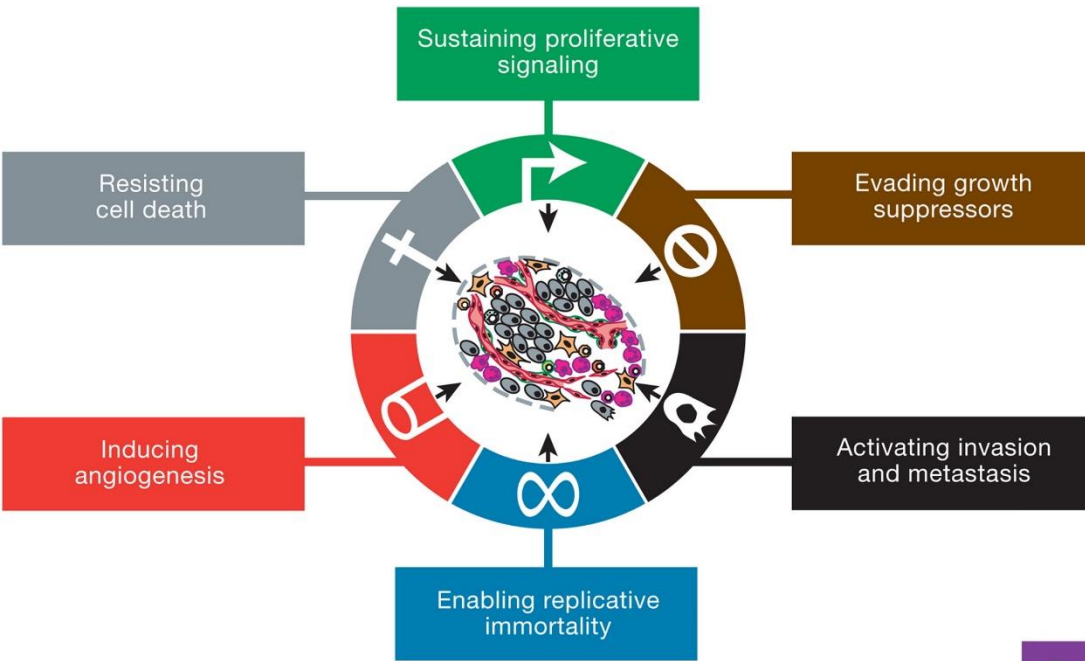 Sustaining proliferative
signaling
Resisting
cell death
Evading growth
suppressors
Inducing
angiogenesis
Activating invasion
and metastasis
Enabling replicative
immortality